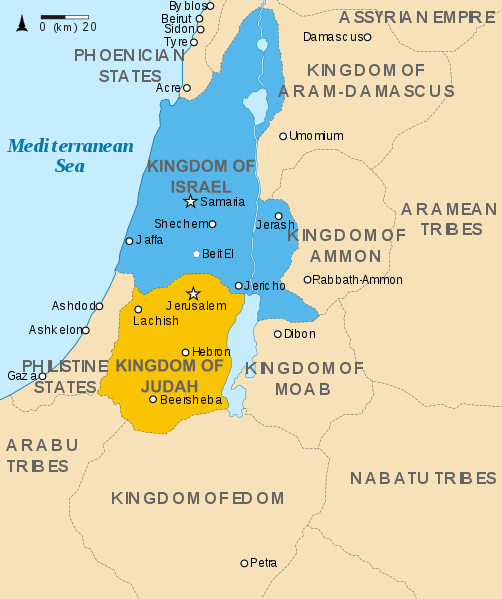 Byblos
0 (km) 20
Beirut
ASSYRIAN EMPIRE
Sidon
Damascus
Tyre
PHOENICIAN
STATES
KINGDOM OF
ARAM-DAMASCUS
Acre
Umomium
Mediterranean
Sea
KINGDOM OF
ISRAEL
Samaria
ARAMEAN
TRIBES
Shechem
Jerash
Jaffa
KINGDOM OF
AMMON
Beit El
Rabbath-Ammon
Jericho
Ashdod
Jerusalem
Lachish
Ashkelon
Dibon
Hebron
PHILISTINE
STATES
KINGDOM OF
JUDAH
KINGDOM OF
MOAB
Gaza
Beersheba
ARABU
TRIBES
NABATU TRIBES
KINGDOM OF EDOM
Petra